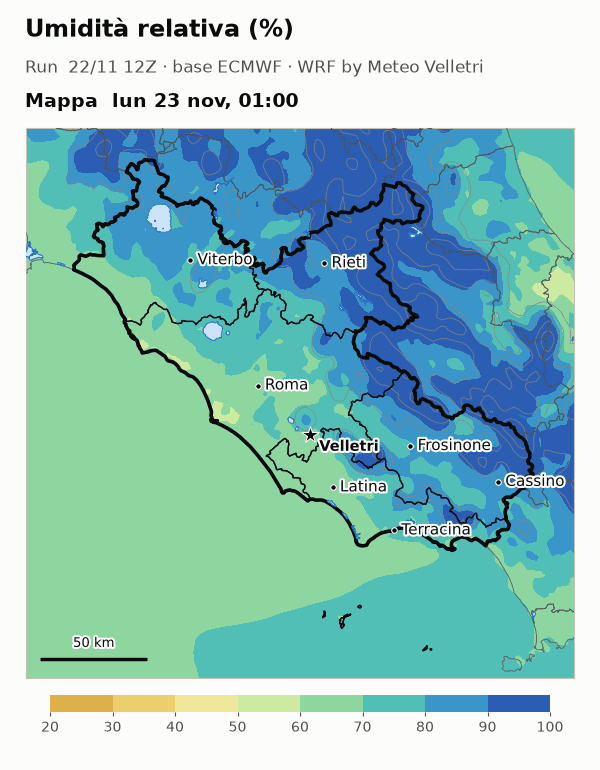 Umidità relativa (%)
Run  22/11 12Z · base ECMWF · WRF by Meteo Velletri
Mappa  lun 23 nov, 01:00
Viterbo
Rieti
Roma
Velletri
Frosinone
Cassino
Latina
Terracina
50 km
20 30 40 50 60 70 80 90 100